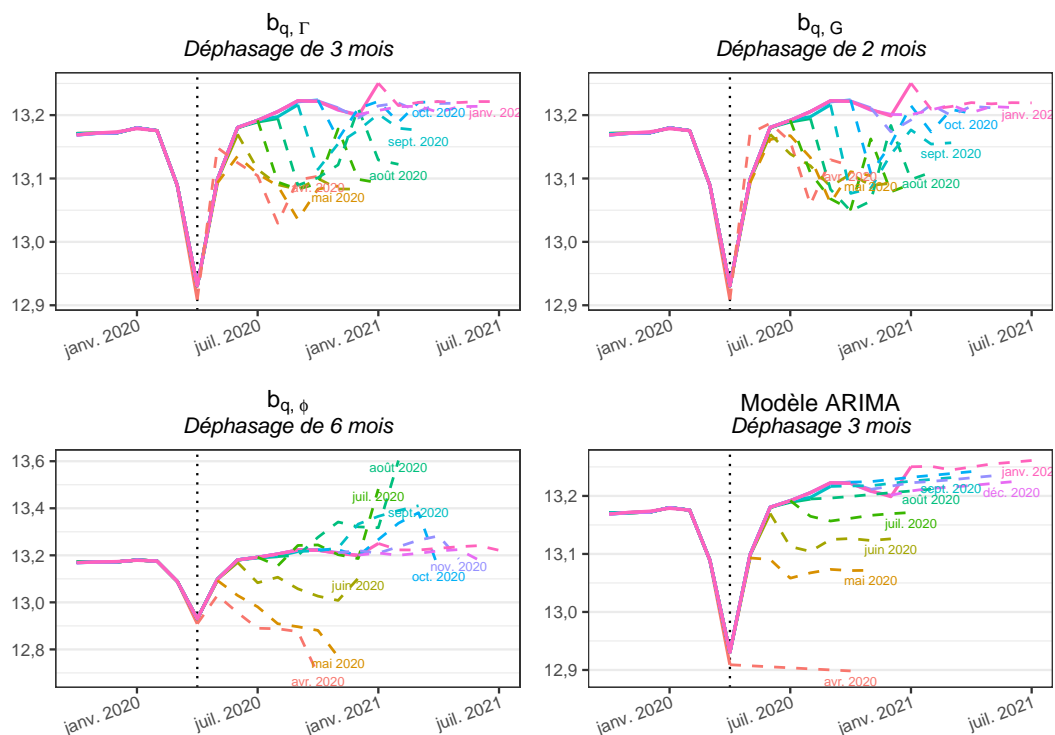 b_q, Γ
Déphasage de 3 mois
13,2
13,1
13,0
12,9
oct. 2020
janv. 202
sept. 2020
août 2020
avr. 2020
mai 2020
janv. 2020
juil. 2020
janv. 2021
juil. 2021
b_q, G
Déphasage de 2 mois
13,2
13,1
13,0
12,9
janv. 202
oct. 2020
sept. 2020
août 2020
avr. 2020
mai 2020
janv. 2020
juil. 2020
janv. 2021
juil. 2021
b_q, ϕ
Déphasage de 6 mois
13,6
13,4
13,2
13,0
12,8
août 2020
juil. 2020
sept. 2020
nov. 2020
oct. 2020
juin 2020
mai 2020
avr. 2020
janv. 2020
juil. 2020
janv. 2021
juil. 2021
Modèle ARIMA
Déphasage 3 mois
13,2
13,1
13,0
12,9
janv. 202
sept. 2020
déc. 2020
août 2020
juil. 2020
juin 2020
mai 2020
avr. 2020
janv. 2020
juil. 2020
janv. 2021
juil. 2021